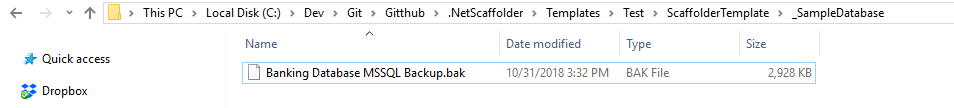 This PC > Local Disk (C:) > Dev > Git > Gitthub > .NetScaffolder > Templates > Test > ScaffolderTemplate > _SampleDatabase
Name Date modified Type Size
Quick access
Banking Database MSSQL Backup.bak 10/31/2018 3:32 PM BAK File 2,928 KB
Dropbox